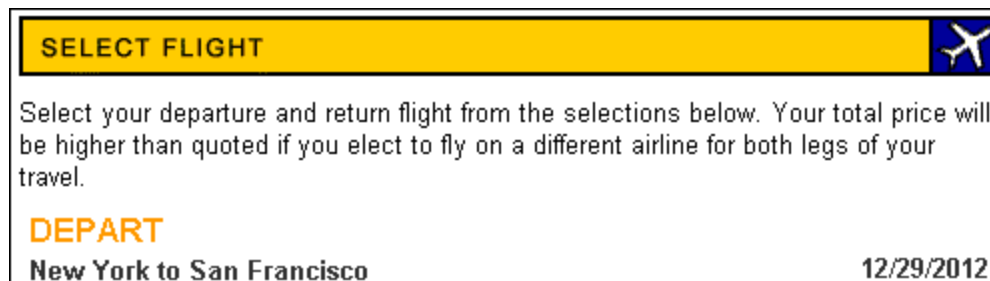 SELECT FLIGHT
Select your departure and return flight from the selections below. Your total price will
be higher than quoted if you elect to fly on a different airline for both legs of your
travel.
DEPART
New York to San Francisco 12/29/2012